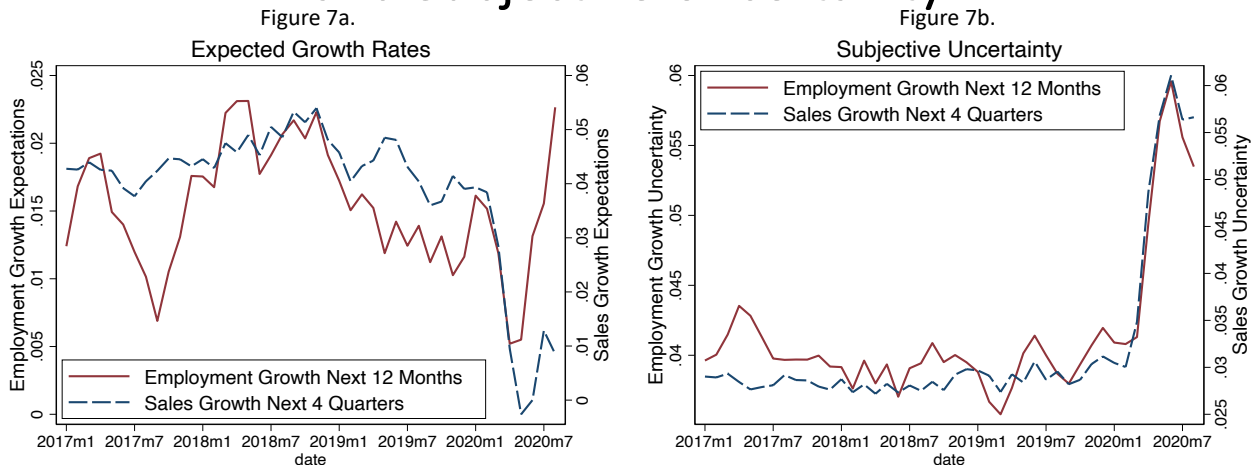 Figure 7a.
Expected Growth Rates
Employment Growth Expectations
0
.005
.01
.015
.02
.025
Sales Growth Expectations
0
.01
.02
.03
.04
.05
.06
Employment Growth Next 12 Months
Sales Growth Next 4 Quarters
2017m1 2017m7 2018m1 2018m7 2019m1 2019m7 2020m1 2020m7
date
Figure 7b.
Subjective Uncertainty
Employment Growth Uncertainty
.04
.045
.05
.055
.06
Sales Growth Uncertainty
.025
.03
.035
.04
.045
.05
.055
.06
Employment Growth Next 12 Months
Sales Growth Next 4 Quarters
2017m1 2017m7 2018m1 2018m7 2019m1 2019m7 2020m1 2020m7
date